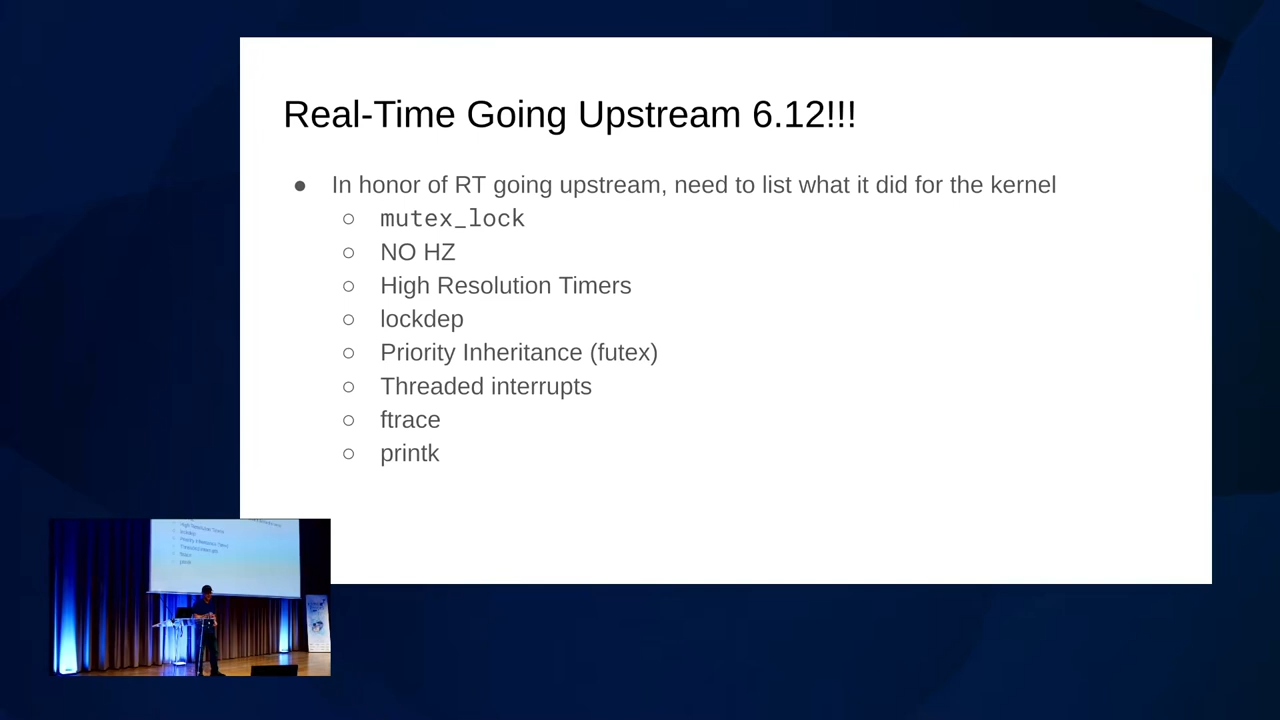 Real-Time Going Upstream 6.12!!!
● In honor of RT going upstream, need to list what it did for the kernel
○ mutex_lock
○ NO HZ
○ High Resolution Timers
○ lockdep
○ Priority Inheritance (futex)
○ Threaded interrupts
○ ftrace
○ printk